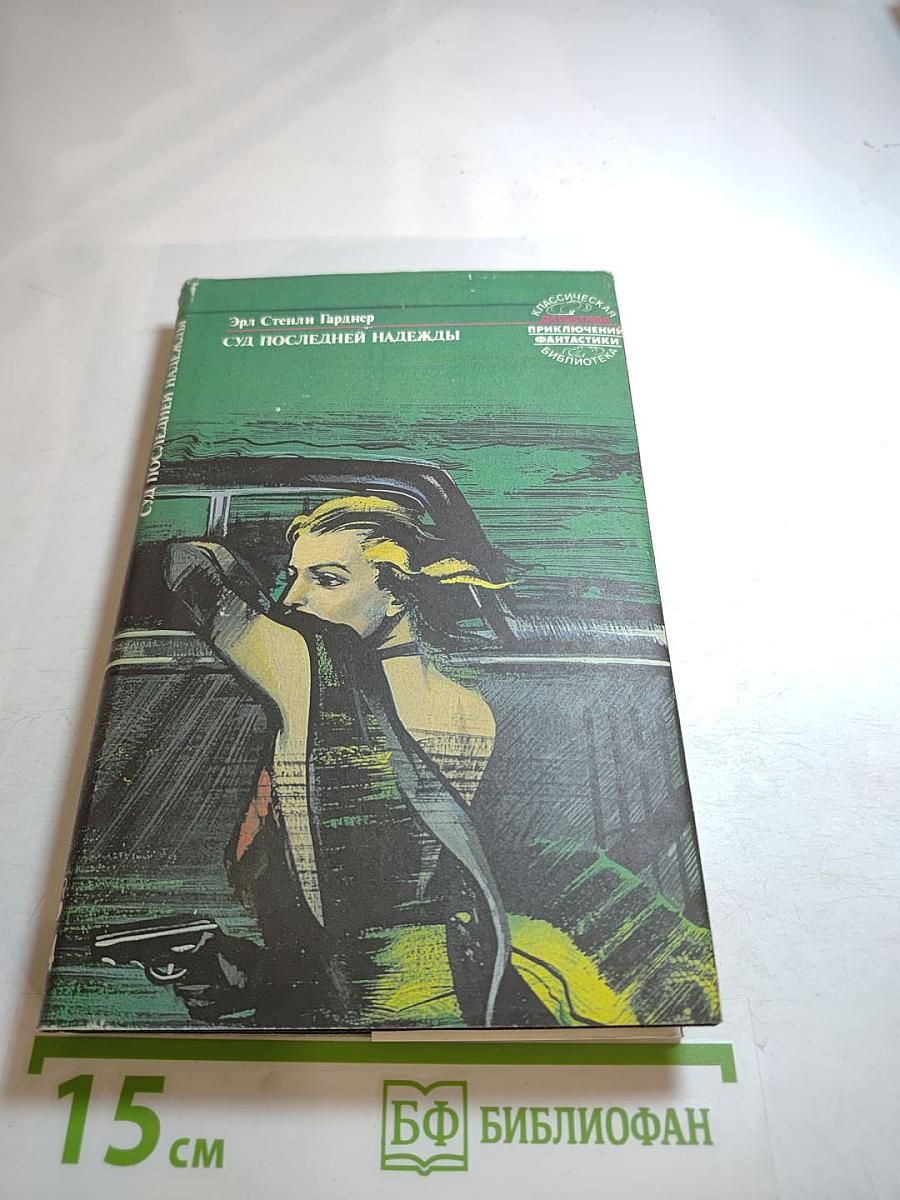 Эрл Стенли Гарднер
СУД ПОСЛЕДНЕЙ НАДЕЖДЫ
КЛАССИЧЕСКАЯ
ДЕТЕКТИВА
ПРИКЛЮЧЕНИЙ
ФАНТАСТИКИ
БИБЛИОТЕКА
СУД ПОСЛЕДНЕЙ НАДЕЖДЫ
15 см
БФ БИБЛИОФАН